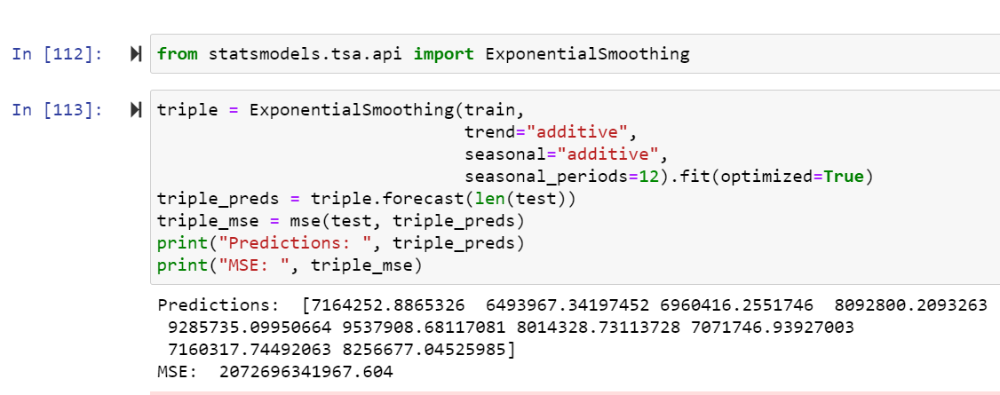 In [112]: from statsmodels.tsa.api import ExponentialSmoothing
In [113]: triple = ExponentialSmoothing(train,
trend="additive",
seasonal="additive",
seasonal_periods=12).fit(optimized=True)
triple_preds = triple.forecast(len(test))
triple_mse = mse(test, triple_preds)
print("Predictions: ", triple_preds)
print("MSE: ", triple_mse)
Predictions:  [7164252.8865326  6493967.34197452 6960416.2551746  8092800.2093263
9285735.09950664 9537908.68117081 8014328.73113728 7071746.93927003
7160317.74492063 8256677.04525985]
MSE:  2072696341967.604